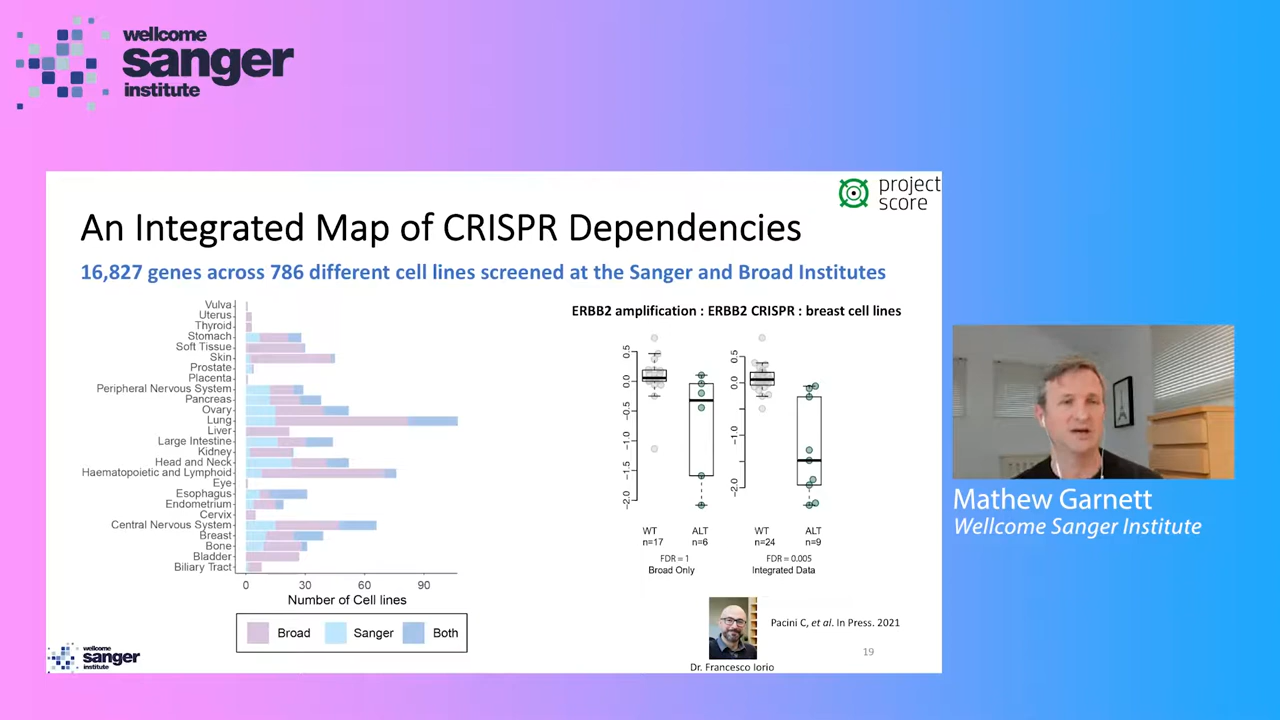 wellcome
sanger
institute
project
score
An Integrated Map of CRISPR Dependencies
16,827 genes across 786 different cell lines screened at the Sanger and Broad Institutes
Vulva
Uterus
Thyroid
Stomach
Soft Tissue
Skin
Prostate
Placenta
Peripheral Nervous System
Pancreas
Ovary
Lung
Liver
Large Intestine
Kidney
Head and Neck
Haematopoietic and Lymphoid
Eye
Esophagus
Endometrium
Cervix
Central Nervous System
Breast
Bone
Bladder
Biliary Tract
0 30 60 90
Number of Cell lines
Broad Sanger Both
ERBB2 amplification : ERBB2 CRISPR : breast cell lines
0.5
0.0
−0.5
−1.0
−1.5
−2.0
0.5
0.0
−1.0
−2.0
WT ALT WT ALT
n=17 n=6 n=24 n=9
FDR = 1 FDR = 0.005
Broad Only Integrated Data
Pacini C, et al. In Press. 2021
Dr. Francesco Iorio
19
wellcome
sanger
institute
Mathew Garnett
Wellcome Sanger Institute